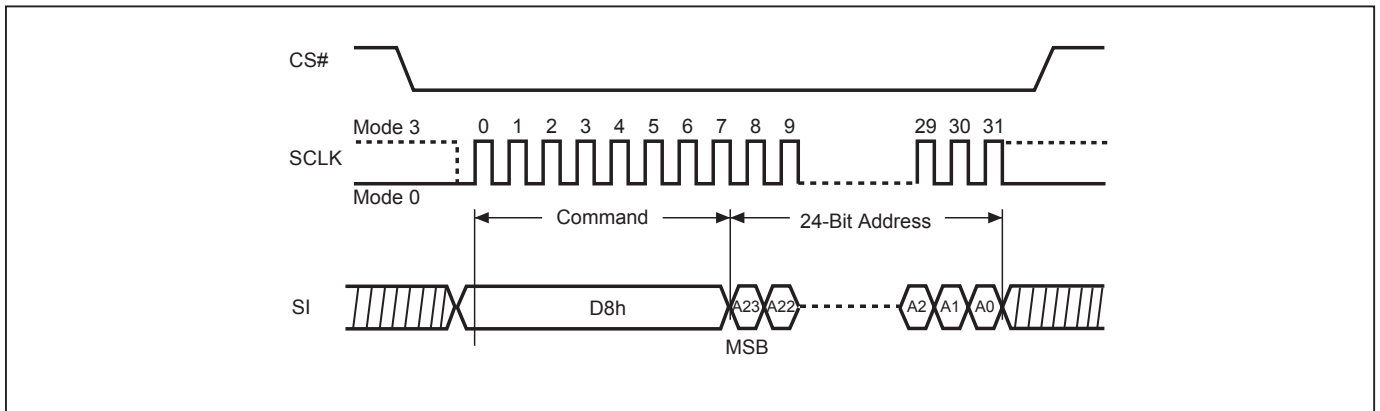 CS#
Mode 3
0 1 2 3 4 5 6 7 8 9 29 30 31
SCLK
Mode 0
Command
24-Bit Address
SI
D8h
A23 A22 A2 A1 A0
MSB